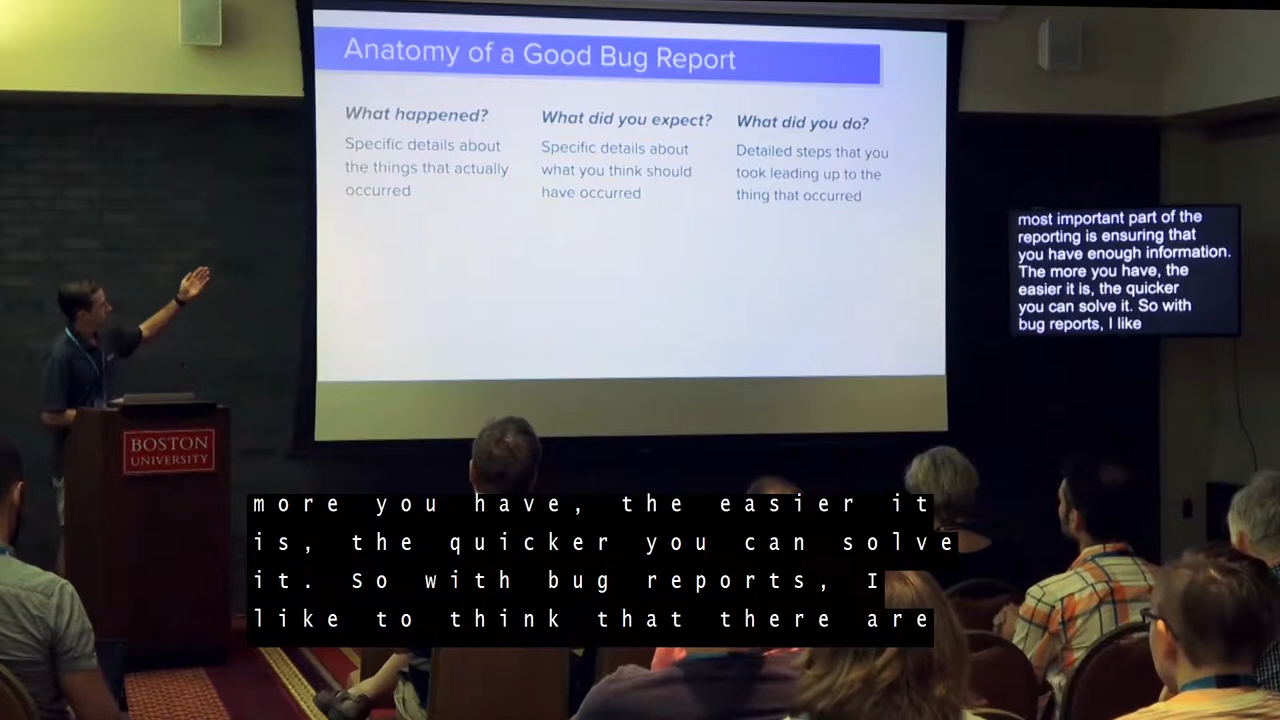 Anatomy of a Good Bug Report
What happened?
Specific details about
the things that actually
occurred
What did you expect?
Specific details about
what you think should
have occurred
What did you do?
Detailed steps that you
took leading up to the
thing that occurred
most important part of the
reporting is ensuring that
you have enough information.
The more you have, the
easier it is, the quicker
you can solve it. So with
bug reports, I like
BOSTON
UNIVERSITY
more you have, the easier it
is, the quicker you can solve
it. So with bug reports, I
like to think that there are